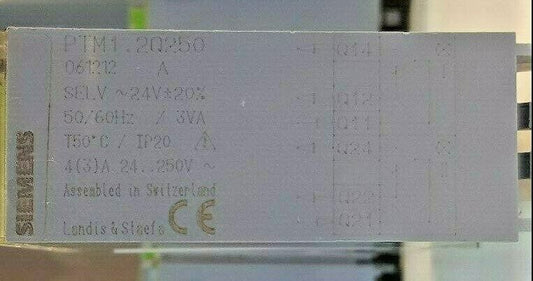 PTM1.2Q250
061212 A
SELV ~24V±20%
50/60Hz / 3VA
T50°C / IP20
4(3)A 24..250V ~
Assembled in Switzerland
Landis & Staefa CE
SIEMENS
Q14
Q12
Q11
Q24
Q22
Q21